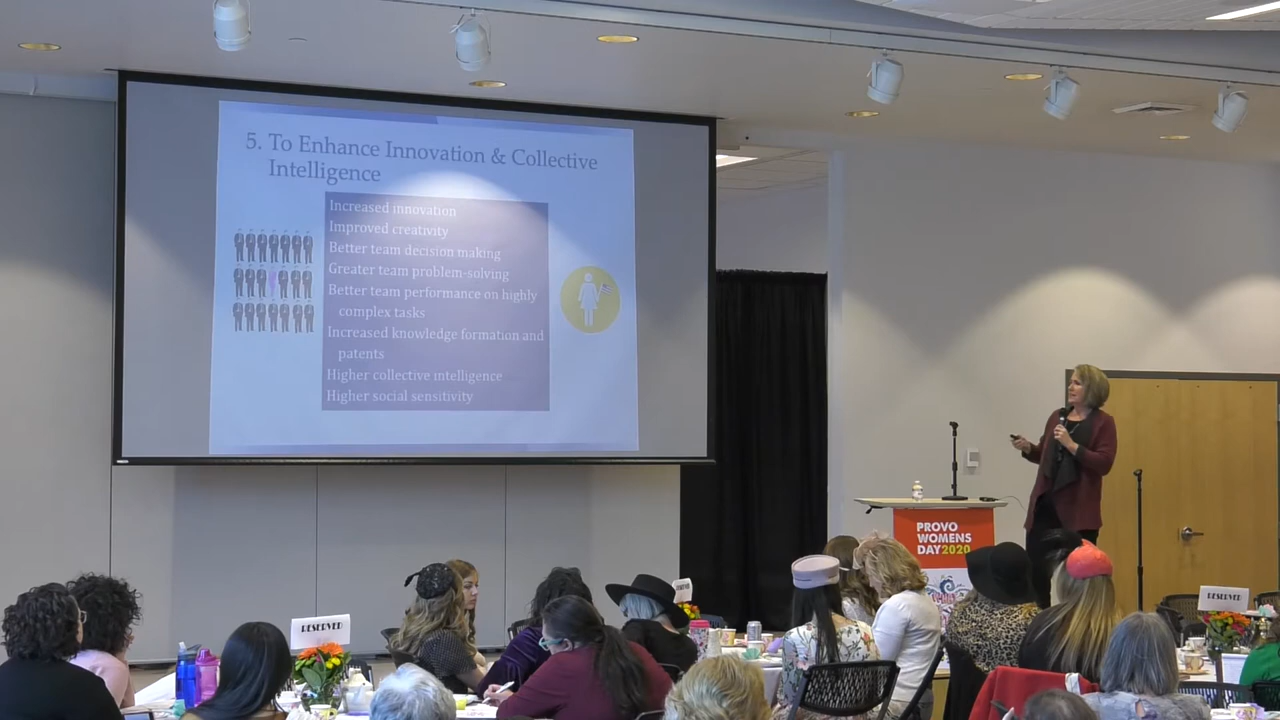 5. To Enhance Innovation & Collective
Intelligence
Increased innovation
Improved creativity
Better team decision making
Greater team problem-solving
Better team performance on highly
complex tasks
Increased knowledge formation and
patents
Higher collective intelligence
Higher social sensitivity
PROVO
WOMENS
DAY2020
RESERVED
RESERVED